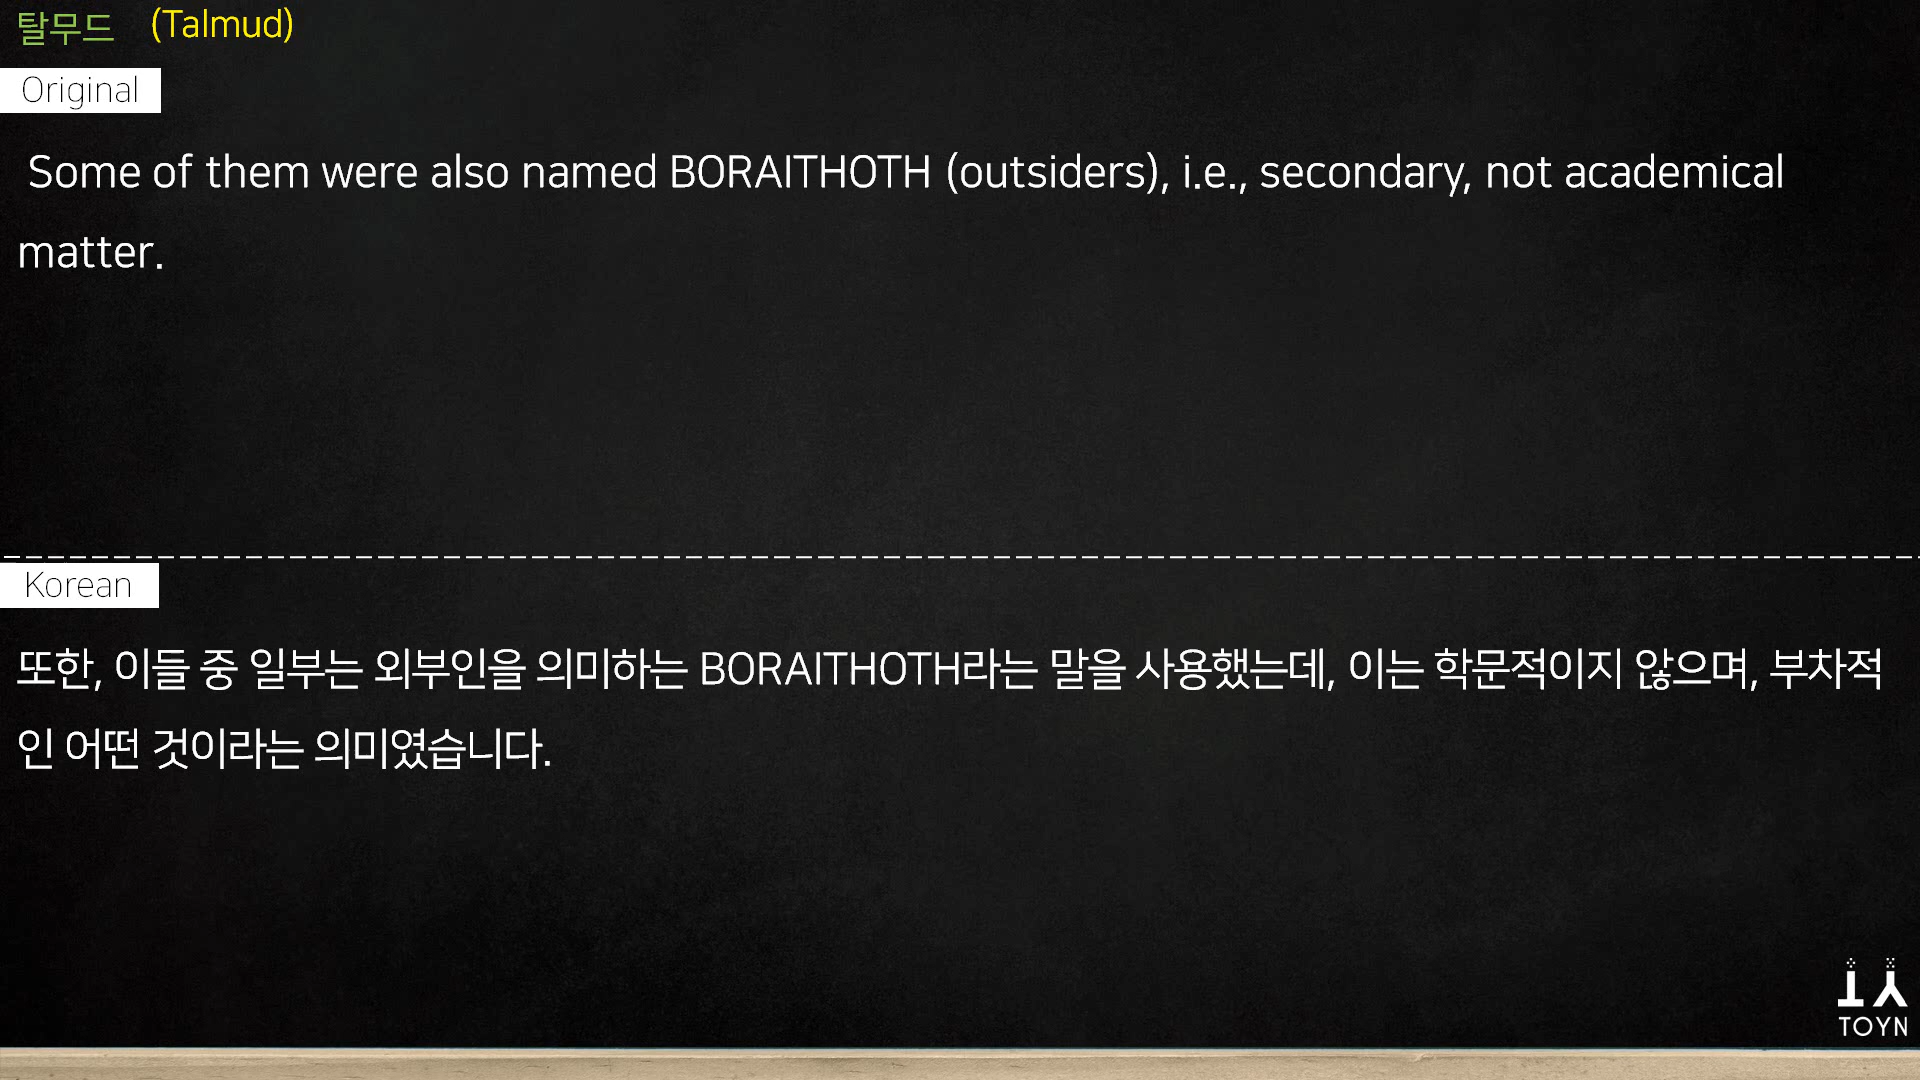 탈무드 (Talmud)
Original
Some of them were also named BORAITHOTH (outsiders), i.e., secondary, not academical
matter.
Korean
또한, 이들 중 일부는 외부인을 의미하는 BORAITHOTH라는 말을 사용했는데, 이는 학문적이지 않으며, 부차적
인 어떤 것이라는 의미였습니다.
TOYN